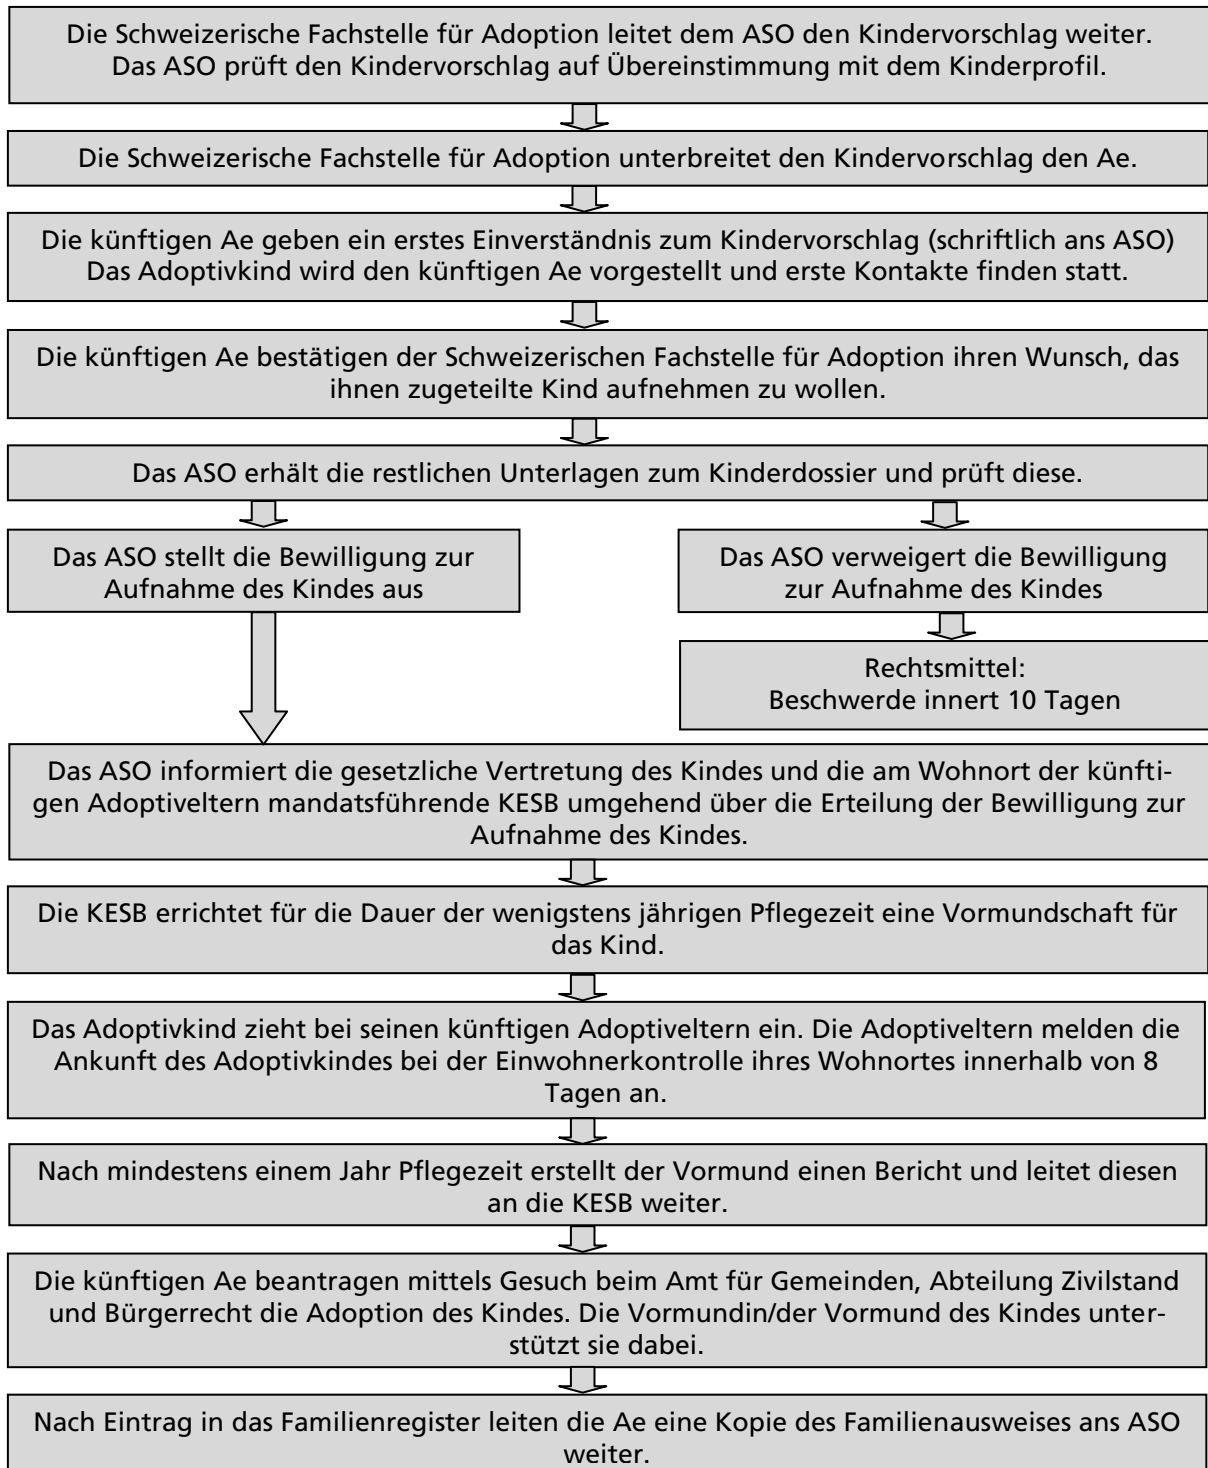 Die Schweizerische Fachstelle für Adoption leitet dem ASO den Kindervorschlag weiter.
Das ASO prüft den Kindervorschlag auf Übereinstimmung mit dem Kinderprofil.
Die Schweizerische Fachstelle für Adoption unterbreitet den Kindervorschlag den Ae.
Die künftigen Ae geben ein erstes Einverständnis zum Kindervorschlag (schriftlich ans ASO)
Das Adoptivkind wird den künftigen Ae vorgestellt und erste Kontakte finden statt.
Die künftigen Ae bestätigen der Schweizerischen Fachstelle für Adoption ihren Wunsch, das
ihnen zugeteilte Kind aufnehmen zu wollen.
Das ASO erhält die restlichen Unterlagen zum Kinderdossier und prüft diese.
Das ASO stellt die Bewilligung zur
Aufnahme des Kindes aus
Das ASO verweigert die Bewilligung
zur Aufnahme des Kindes
Rechtsmittel:
Beschwerde innert 10 Tagen
Das ASO informiert die gesetzliche Vertretung des Kindes und die am Wohnort der künfti-
gen Adoptiveltern mandatsführende KESB umgehend über die Erteilung der Bewilligung zur
Aufnahme des Kindes.
Die KESB errichtet für die Dauer der wenigstens jährigen Pflegezeit eine Vormundschaft für
das Kind.
Das Adoptivkind zieht bei seinen künftigen Adoptiveltern ein. Die Adoptiveltern melden die
Ankunft des Adoptivkindes bei der Einwohnerkontrolle ihres Wohnortes innerhalb von 8
Tagen an.
Nach mindestens einem Jahr Pflegezeit erstellt der Vormund einen Bericht und leitet diesen
an die KESB weiter.
Die künftigen Ae beantragen mittels Gesuch beim Amt für Gemeinden, Abteilung Zivilstand
und Bürgerrecht die Adoption des Kindes. Die Vormundin/der Vormund des Kindes unter-
stützt sie dabei.
Nach Eintrag in das Familienregister leiten die Ae eine Kopie des Familienausweises ans ASO
weiter.